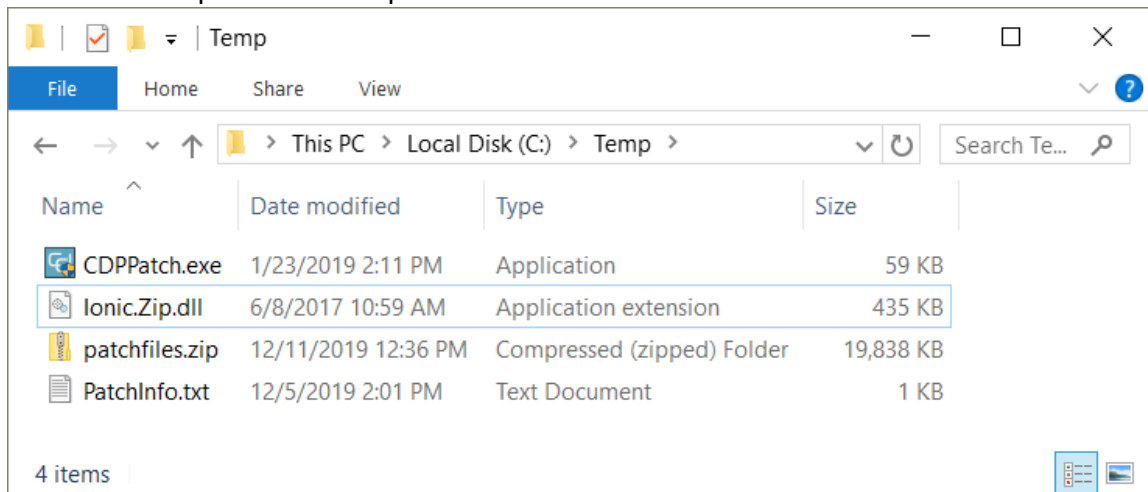 Temp
File Home Share View
This PC > Local Disk (C:) > Temp >
Search Te...
Name Date modified Type Size
CDPPatch.exe 1/23/2019 2:11 PM Application 59 KB
Ionic.Zip.dll 6/8/2017 10:59 AM Application extension 435 KB
patchfiles.zip 12/11/2019 12:36 PM Compressed (zipped) Folder 19,838 KB
PatchInfo.txt 12/5/2019 2:01 PM Text Document 1 KB
4 items